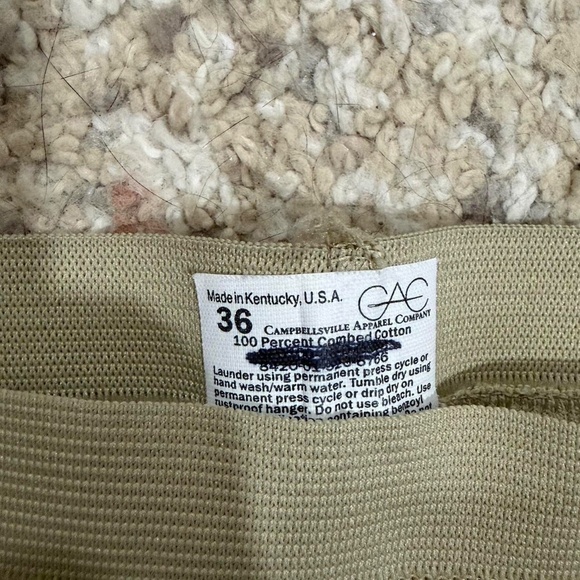 Made in Kentucky, U.S.A.
CAC
36
CAMPBELLSVILLE APPAREL COMPANY
100 Percent Combed Cotton
Launder using permanent press cycle or
hand wash/warm water. Tumble dry using
permanent press cycle or drip dry on
rustproof hanger. Do not use bleach. Use
containing benzoyl